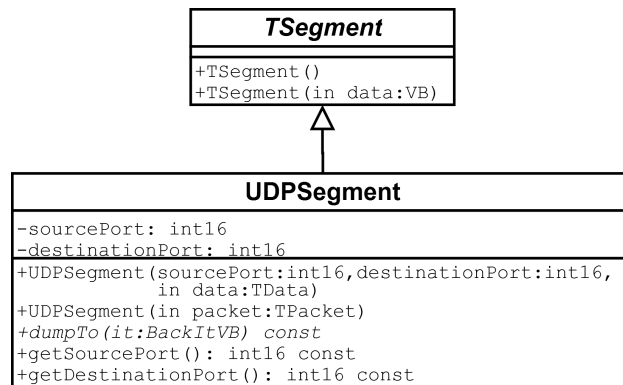 TSegment
+TSegment()
+TSegment(in data:VB)
UDPSegment
-sourcePort: int16
-destinationPort: int16
+UDPSegment(sourcePort:int16,destinationPort:int16,
in data:TData)
+UDPSegment(in packet:TPacket)
+dumpTo(it:BackItVB) const
+getSourcePort(): int16 const
+getDestinationPort(): int16 const